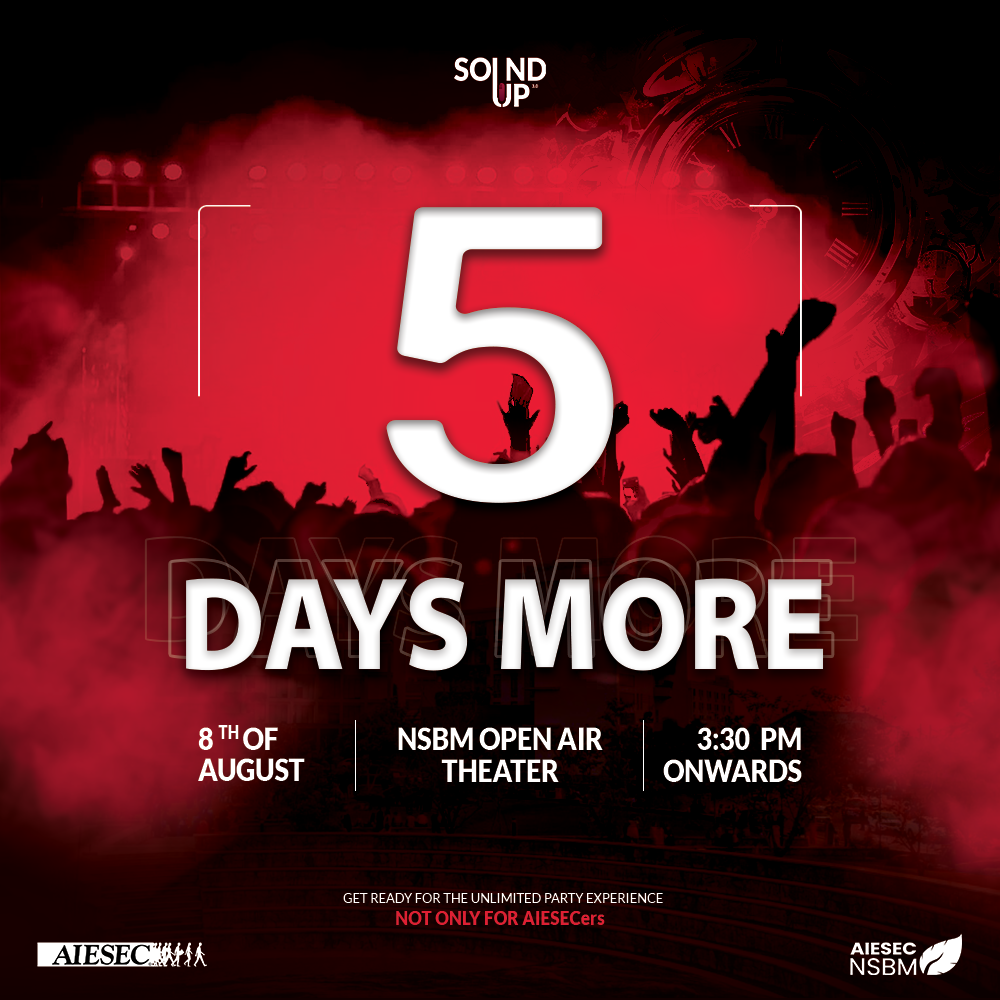 SOUND
UP
5
DAYS MORE
8 TH OF
AUGUST
NSBM OPEN AIR
THEATER
3:30 PM
ONWARDS
GET READY FOR THE UNLIMITED PARTY EXPERIENCE
NOT ONLY FOR AIESECers
AIESEC
AIESEC
NSBM